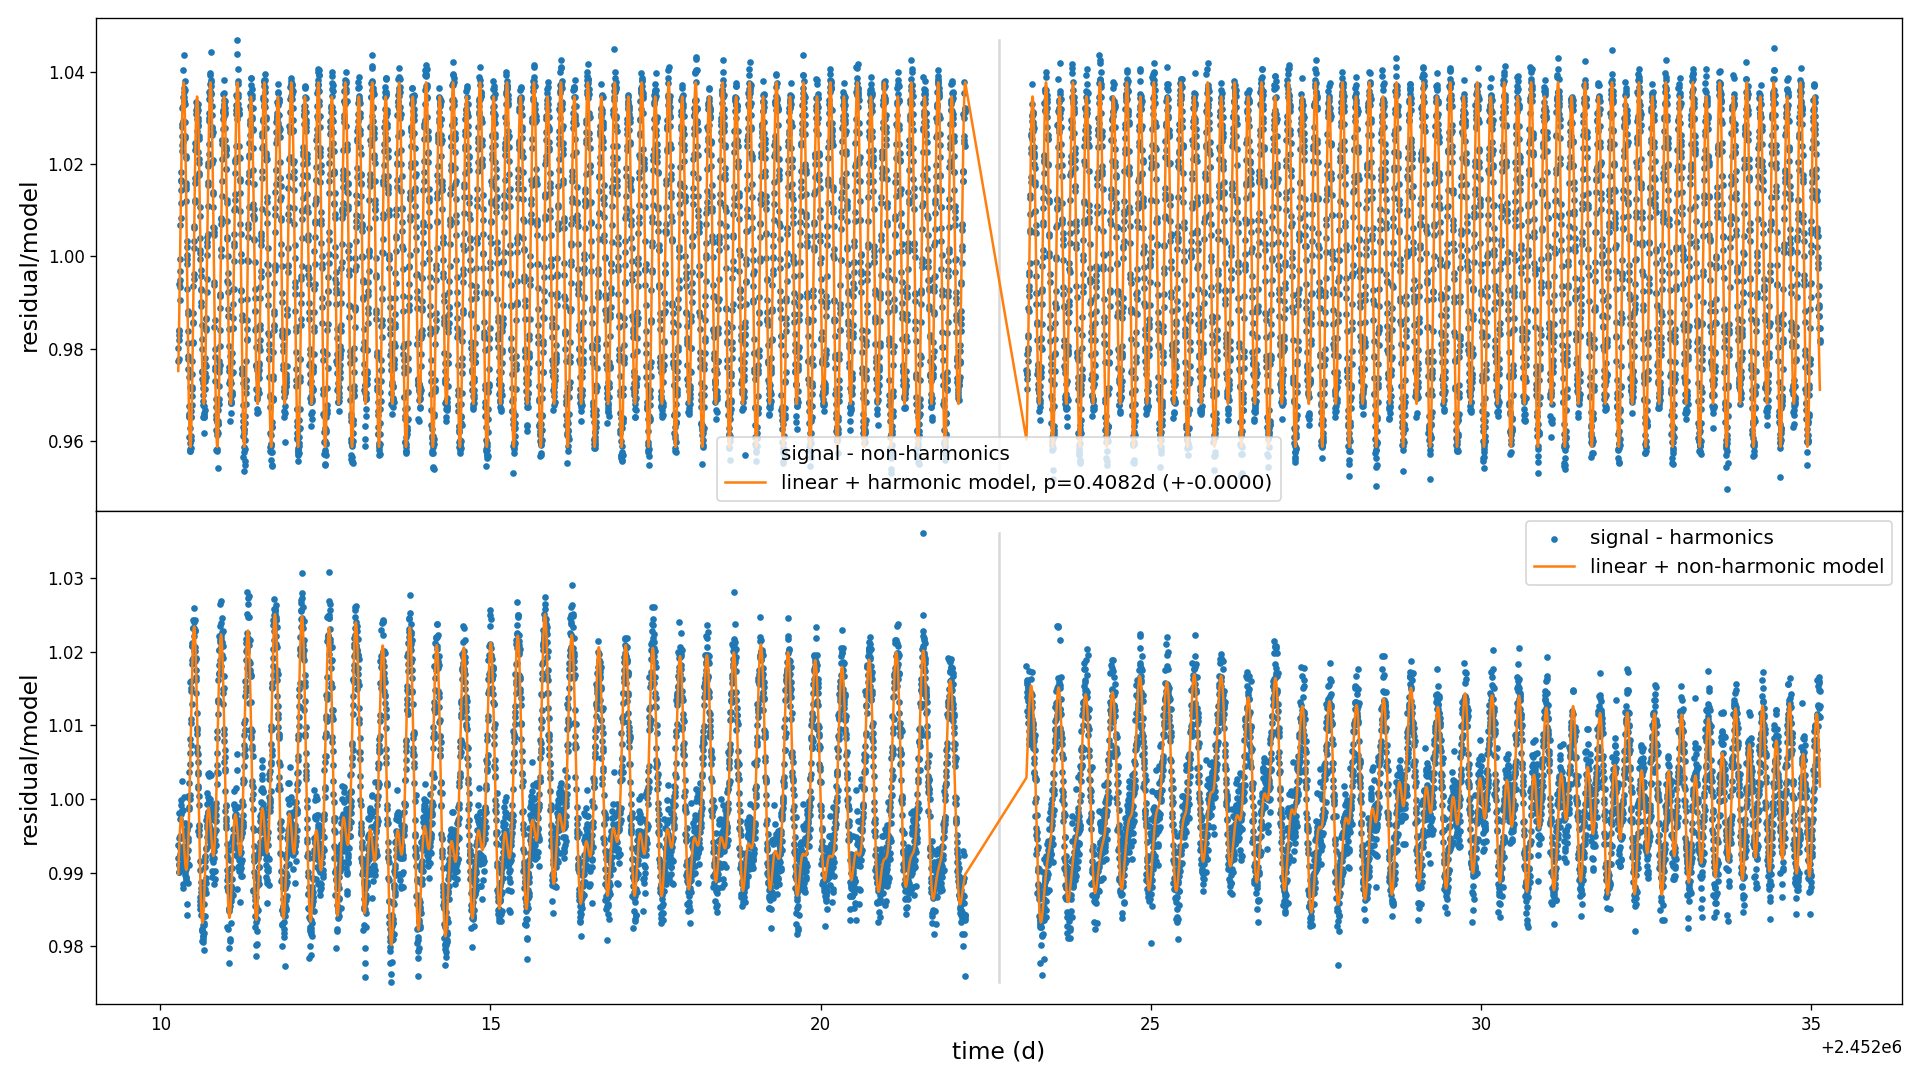 1.04
1.02
1.00
0.98
0.96
residual/model
signal - non-harmonics
linear + harmonic model, p=0.4082d (+-0.0000)
signal - harmonics
linear + non-harmonic model
1.03
1.02
1.01
1.00
0.99
0.98
residual/model
10 15 20 25 30 35
time (d)
+2.452e6